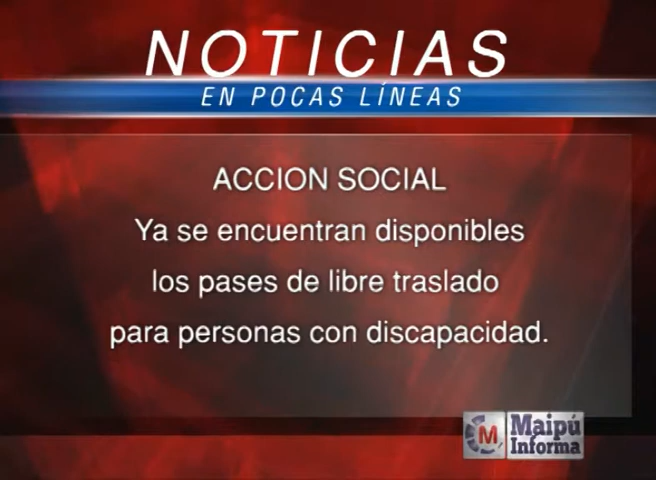 NOTICIAS
EN POCAS LÍNEAS
ACCION SOCIAL
Ya se encuentran disponibles
los pases de libre traslado
para personas con discapacidad.
M
Maipú
Informa